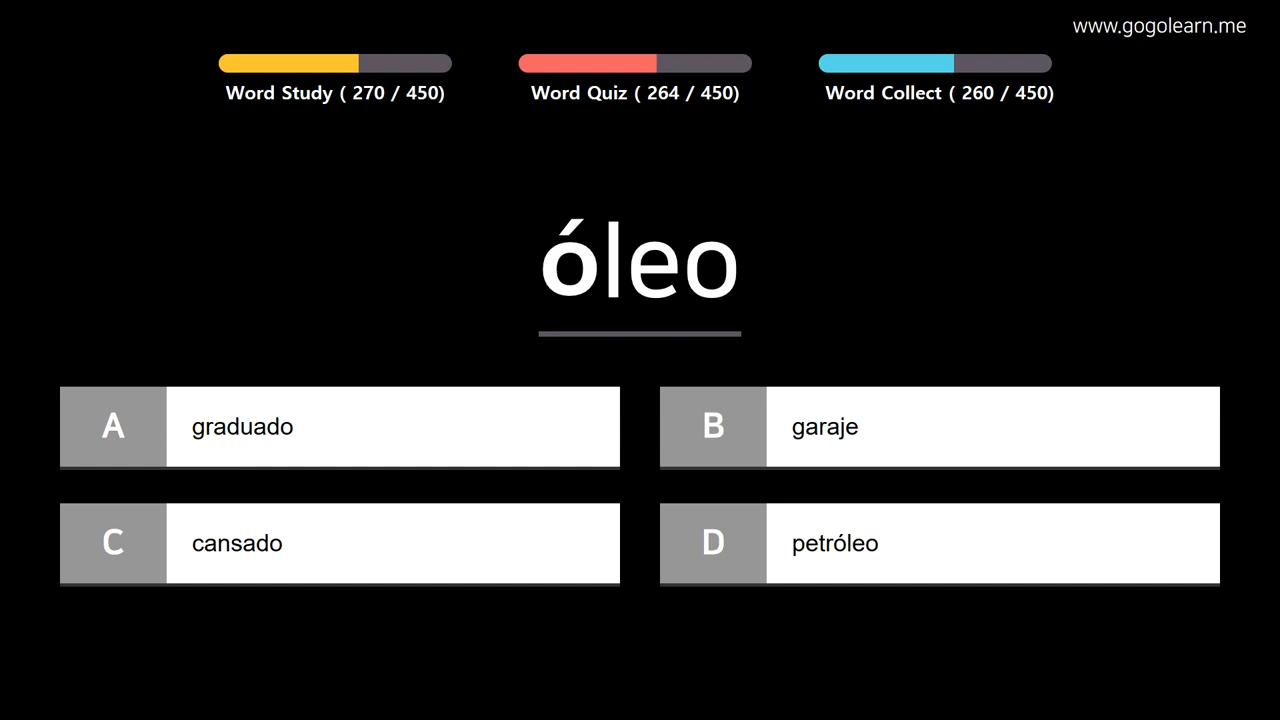 www.gogolearn.me
Word Study ( 270 / 450)
Word Quiz ( 264 / 450)
Word Collect ( 260 / 450)
óleo
A graduado
B garaje
C cansado
D petróleo